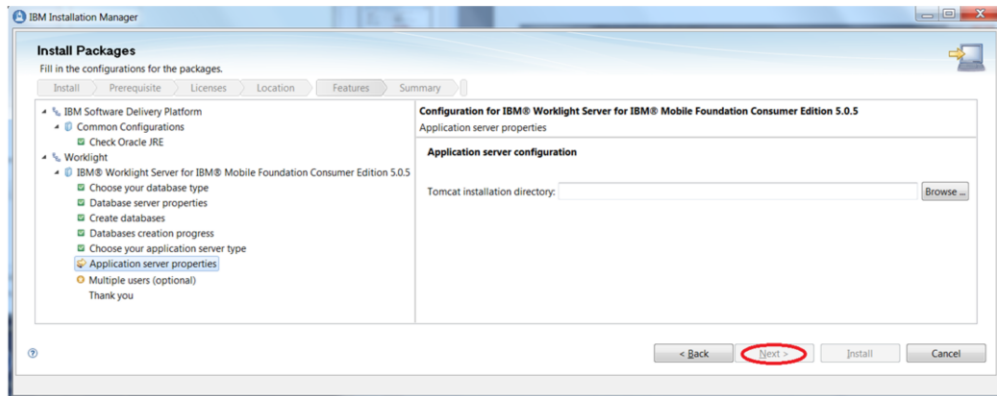 IBM Installation Manager
Install Packages
Fill in the configurations for the packages.
Install Prerequisite Licenses Location Features Summary
IBM Software Delivery Platform
Common Configurations
Check Oracle JRE
Worklight
IBM® Worklight Server for IBM® Mobile Foundation Consumer Edition 5.0.5
Choose your database type
Database server properties
Create databases
Databases creation progress
Choose your application server type
Application server properties
Multiple users (optional)
Thank you
Configuration for IBM® Worklight Server for IBM® Mobile Foundation Consumer Edition 5.0.5
Application server properties
Application server configuration
Tomcat installation directory: Browse ...
< Back Next > Install Cancel